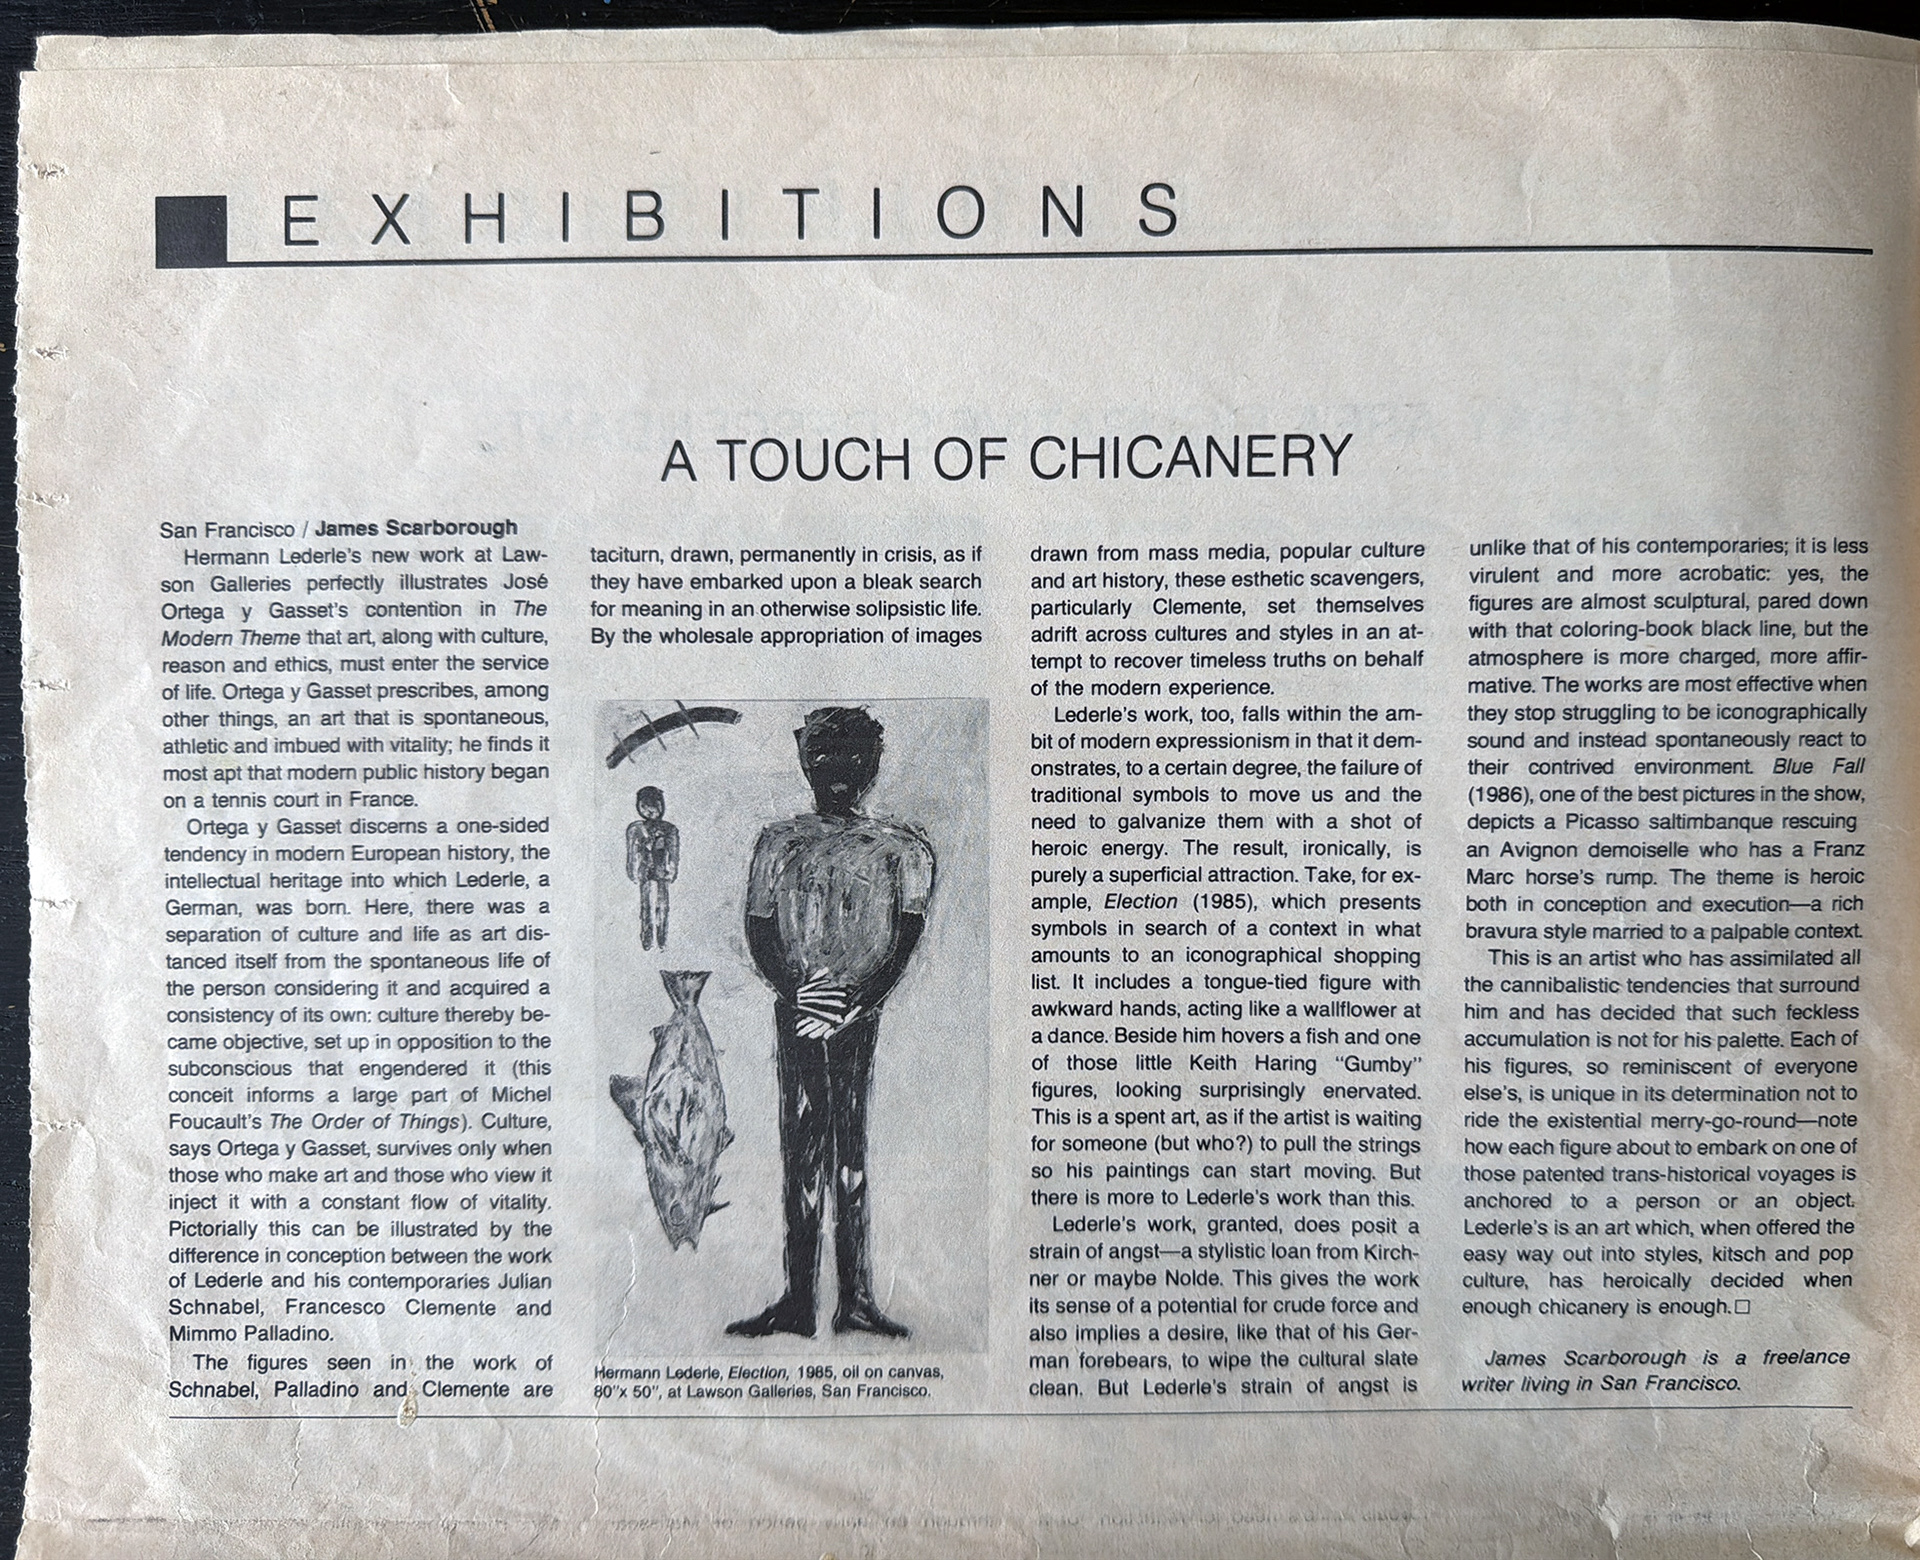 EXHIBITIONS
A TOUCH OF CHICANERY
San Francisco / James Scarborough
Hermann Lederle's new work at Law-
son Galleries perfectly illustrates José
Ortega y Gasset's contention in The
Modern Theme that art, along with culture,
reason and ethics, must enter the service
of life. Ortega y Gasset prescribes, among
other things, an art that is spontaneous,
athletic and imbued with vitality; he finds it
most apt that modern public history began
on a tennis court in France.
Ortega y Gasset discerns a one-sided
tendency in modern European history, the
intellectual heritage into which Lederle, a
German, was born. Here, there was a
separation of culture and life as art dis-
tanced itself from the spontaneous life of
the person considering it and acquired a
consistency of its own: culture thereby be-
came objective, set up in opposition to the
subconscious that engendered it (this
conceit informs a large part of Michel
Foucault's The Order of Things). Culture,
says Ortega y Gasset, survives only when
those who make art and those who view it
inject it with a constant flow of vitality.
Pictorially this can be illustrated by the
difference in conception between the work
of Lederle and his contemporaries Julian
Schnabel, Francesco Clemente and
Mimmo Palladino.
The figures seen in the work of
Schnabel, Palladino and Clemente are
taciturn, drawn, permanently in crisis, as if
they have embarked upon a bleak search
for meaning in an otherwise solipsistic life.
By the wholesale appropriation of images
Hermann Lederle, Election, 1985, oil on canvas,
80"x 50", at Lawson Galleries, San Francisco.
drawn from mass media, popular culture
and art history, these esthetic scavengers,
particularly Clemente, set themselves
adrift across cultures and styles in an at-
tempt to recover timeless truths on behalf
of the modern experience.
Lederle's work, too, falls within the am-
bit of modern expressionism in that it dem-
onstrates, to a certain degree, the failure of
traditional symbols to move us and the
need to galvanize them with a shot of
heroic energy. The result, ironically, is
purely a superficial attraction. Take, for ex-
ample, Election (1985), which presents
symbols in search of a context in what
amounts to an iconographical shopping
list. It includes a tongue-tied figure with
awkward hands, acting like a wallflower at
a dance. Beside him hovers a fish and one
of those little Keith Haring "Gumby"
figures, looking surprisingly enervated.
This is a spent art, as if the artist is waiting
for someone (but who?) to pull the strings
so his paintings can start moving. But
there is more to Lederle's work than this.
Lederle's work, granted, does posit a
strain of angst—a stylistic loan from Kirch-
ner or maybe Nolde. This gives the work
its sense of a potential for crude force and
also implies a desire, like that of his Ger-
man forebears, to wipe the cultural slate
clean. But Lederle's strain of angst is
unlike that of his contemporaries; it is less
virulent and more acrobatic: yes, the
figures are almost sculptural, pared down
with that coloring-book black line, but the
atmosphere is more charged, more affir-
mative. The works are most effective when
they stop struggling to be iconographically
sound and instead spontaneously react to
their contrived environment. Blue Fall
(1986), one of the best pictures in the show,
depicts a Picasso saltimbanque rescuing
an Avignon demoiselle who has a Franz
Marc horse's rump. The theme is heroic
both in conception and execution—a rich
bravura style married to a palpable context.
This is an artist who has assimilated all
the cannibalistic tendencies that surround
him and has decided that such feckless
accumulation is not for his palette. Each of
his figures, so reminiscent of everyone
else's, is unique in its determination not to
ride the existential merry-go-round—note
how each figure about to embark on one of
those patented trans-historical voyages is
anchored to a person or an object.
Lederle's is an art which, when offered the
easy way out into styles, kitsch and pop
culture, has heroically decided when
enough chicanery is enough.□
James Scarborough is a freelance
writer living in San Francisco.